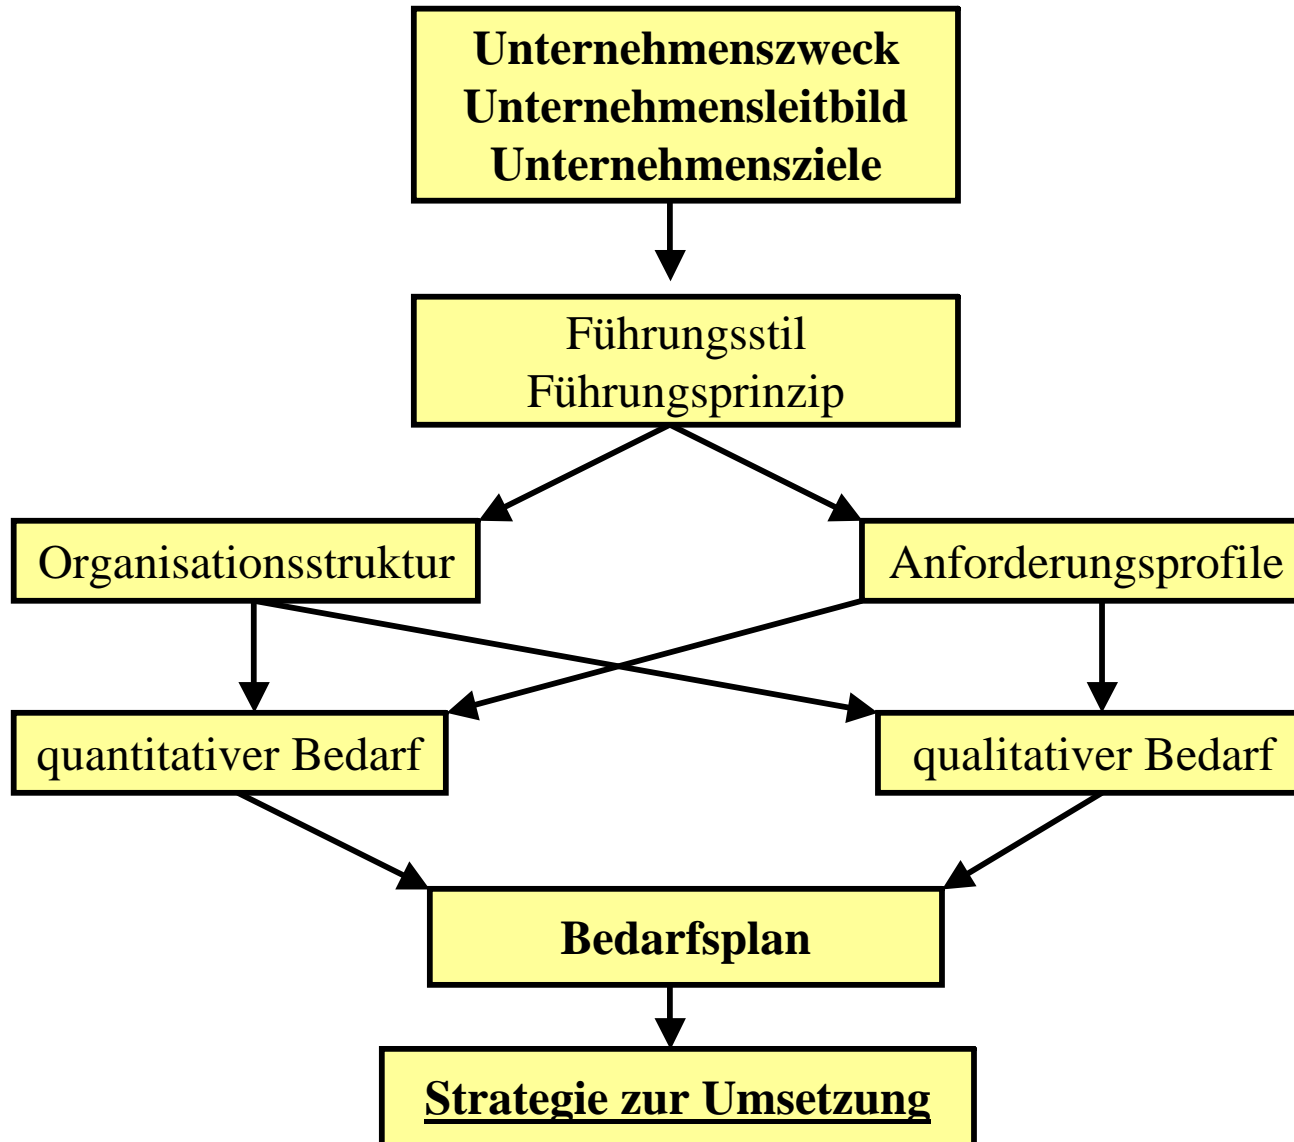 Unternehmenszweck
Unternehmensleitbild
Unternehmensziele
Führungsstil
Führungsprinzip
Organisationsstruktur
Anforderungsprofile
quantitativer Bedarf
qualitativer Bedarf
Bedarfsplan
Strategie zur Umsetzung